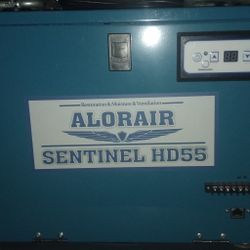 Restoration & Moisture & Ventilation
ALORAIR
SENTINEL HD55